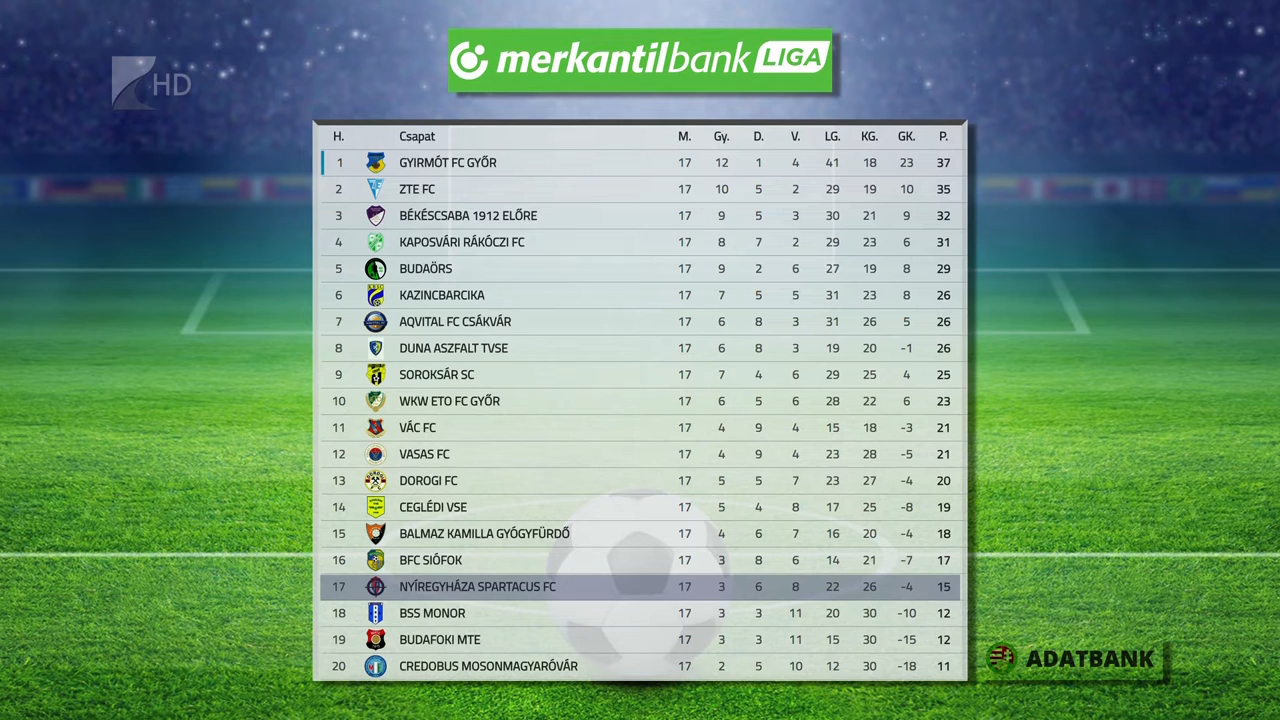 merkantilbank LIGA
HD
H. Csapat M. Gy. D. V. LG. KG. GK. P.
1 GYIRMÓT FC GYŐR 17 12 1 4 41 18 23 37
2 ZTE FC 17 10 5 2 29 19 10 35
3 BÉKÉSCSABA 1912 ELŐRE 17 9 5 3 30 21 9 32
4 KAPOSVÁRI RÁKÓCZI FC 17 8 7 2 29 23 6 31
5 BUDAÖRS 17 9 2 6 27 19 8 29
6 KAZINCBARCIKA 17 7 5 5 31 23 8 26
7 AQVITAL FC CSÁKVÁR 17 6 8 3 31 26 5 26
8 DUNA ASZFALT TVSE 17 6 8 3 19 20 -1 26
9 SOROKSÁR SC 17 7 4 6 29 25 4 25
10 WKW ETO FC GYŐR 17 6 5 6 28 22 6 23
11 VÁC FC 17 4 9 4 15 18 -3 21
12 VASAS FC 17 4 9 4 23 28 -5 21
13 DOROGI FC 17 5 5 7 23 27 -4 20
14 CEGLÉDI VSE 17 5 4 8 17 25 -8 19
15 BALMAZ KAMILLA GYÓGYFÜRDŐ 17 4 6 7 16 20 -4 18
16 BFC SIÓFOK 17 3 8 6 14 21 -7 17
17 NYÍREGYHÁZA SPARTACUS FC 17 3 6 8 22 26 -4 15
18 BSS MONOR 17 3 3 11 20 30 -10 12
19 BUDAFOKI MTE 17 3 3 11 15 30 -15 12
20 CREDOBUS MOSONMAGYARÓVÁR 17 2 5 10 12 30 -18 11
ADATBANK